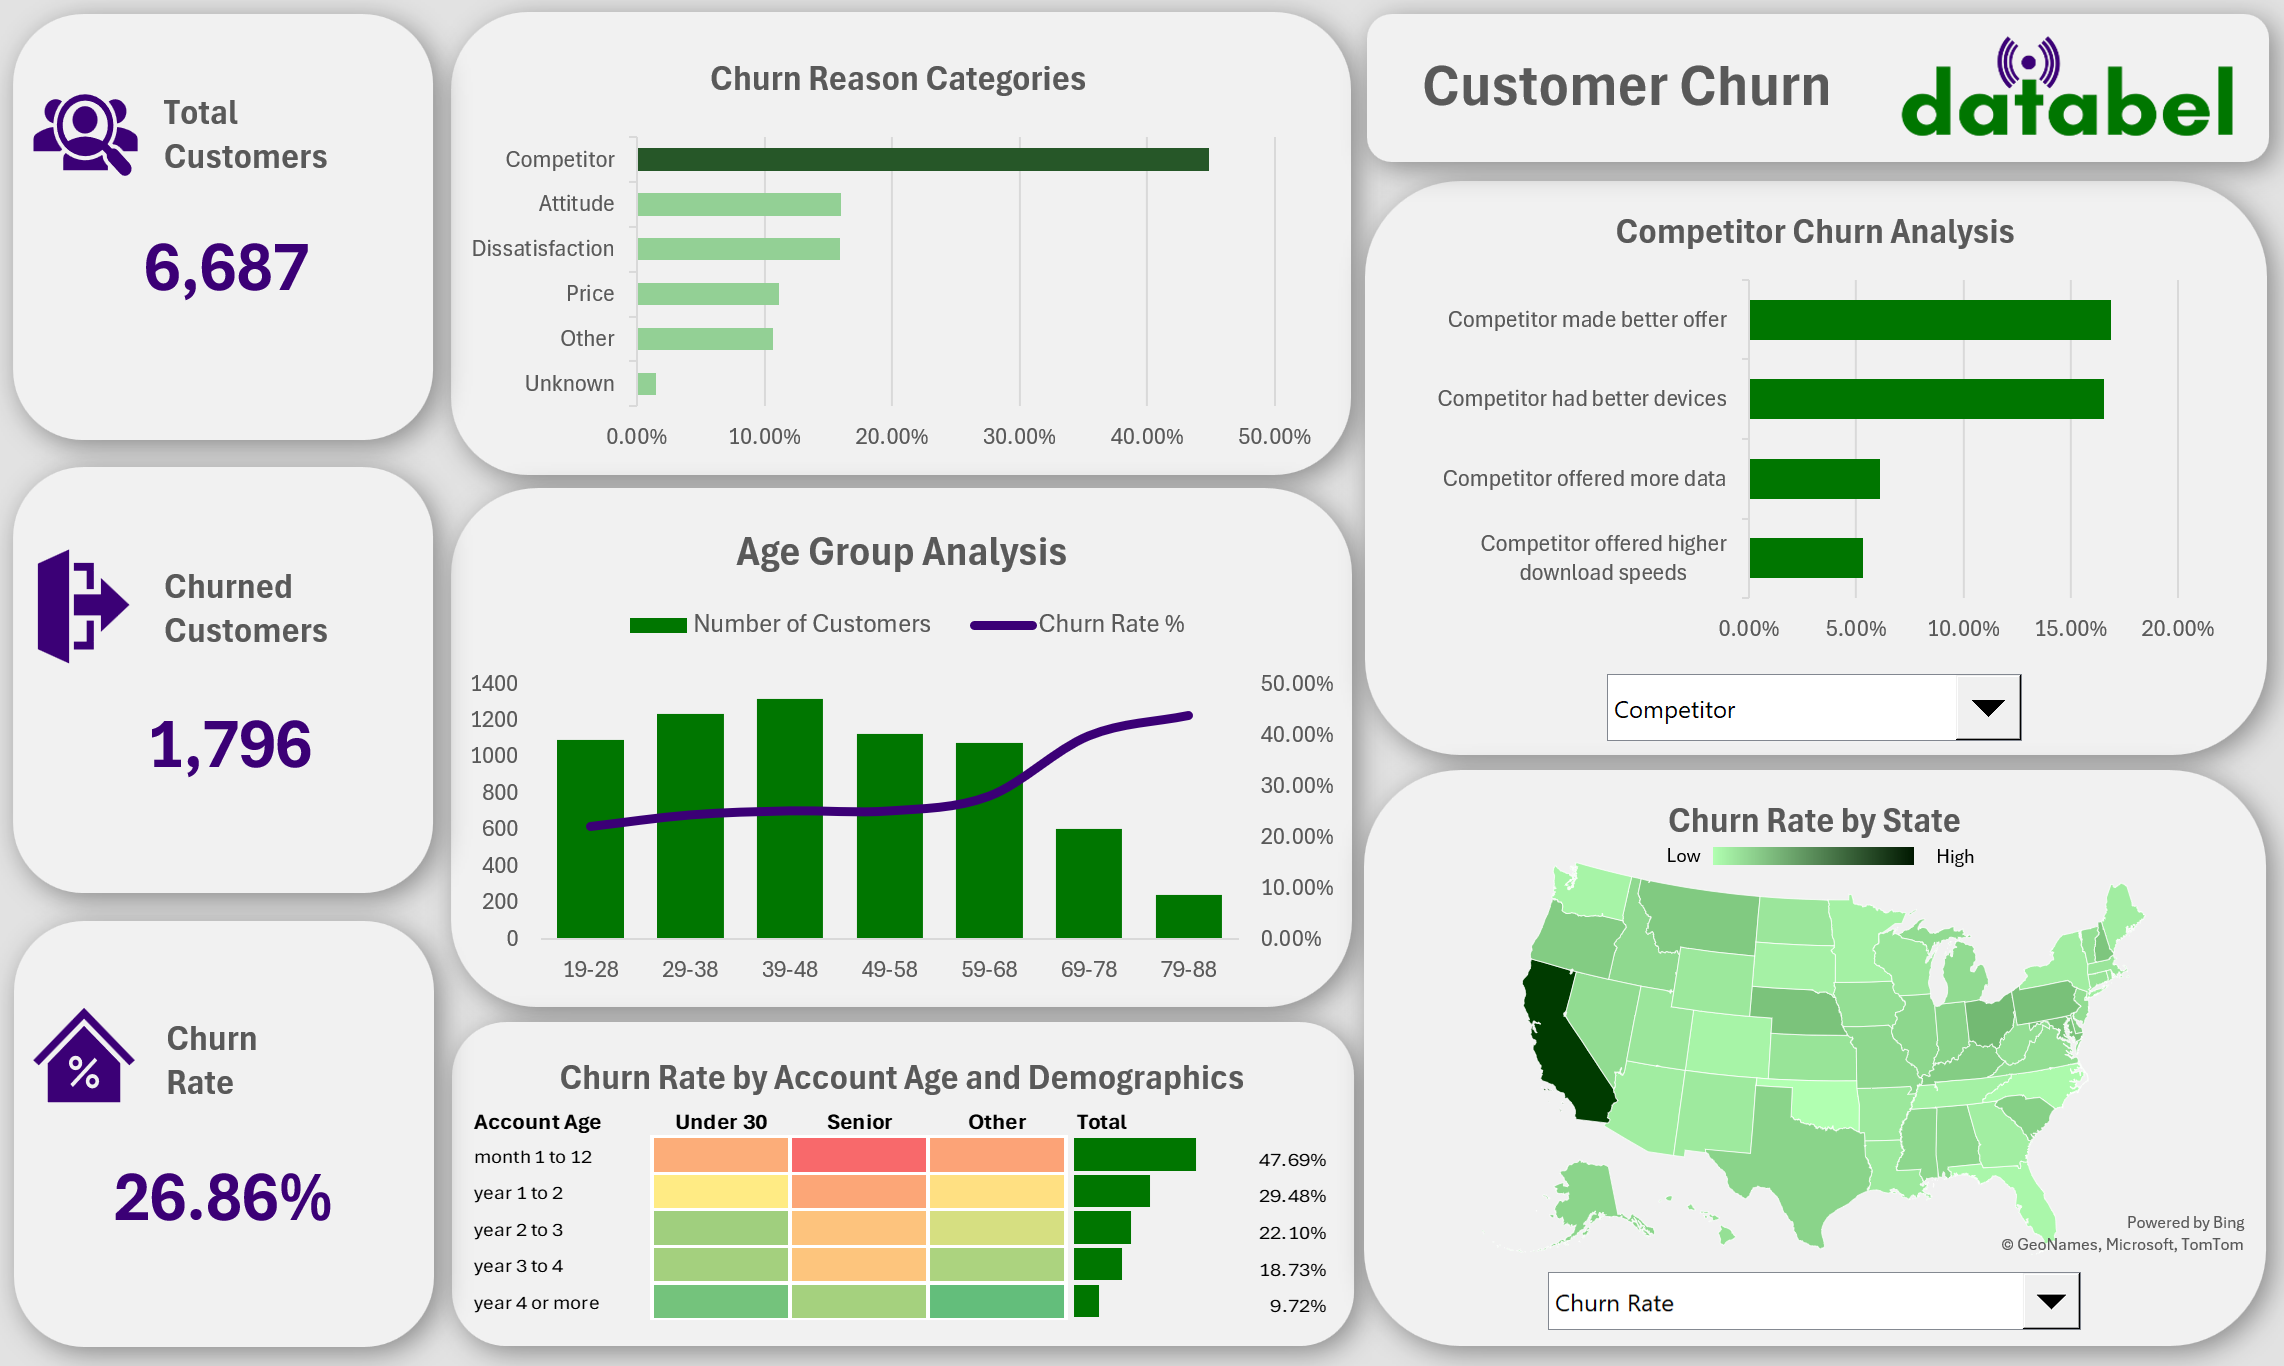 Total
Customers
6,687
Churned
Customers
1,796
Churn
Rate
%
26.86%
Churn Reason Categories
Competitor
Attitude
Dissatisfaction
Price
Other
Unknown
0.00% 10.00% 20.00% 30.00% 40.00% 50.00%
Age Group Analysis
Number of Customers Churn Rate %
1400 50.00%
1200 40.00%
1000 30.00%
800 20.00%
600 10.00%
400 0.00%
200
0
19-28 29-38 39-48 49-58 59-68 69-78 79-88
Churn Rate by Account Age and Demographics
Account Age Under 30 Senior Other Total
month 1 to 12 47.69%
year 1 to 2 29.48%
year 2 to 3 22.10%
year 3 to 4 18.73%
year 4 or more 9.72%
Customer Churn databel
Competitor Churn Analysis
Competitor made better offer
Competitor had better devices
Competitor offered more data
Competitor offered higher
download speeds
0.00% 5.00% 10.00% 15.00% 20.00%
Competitor
Churn Rate by State
Low High
Powered by Bing
© GeoNames, Microsoft, TomTom
Churn Rate